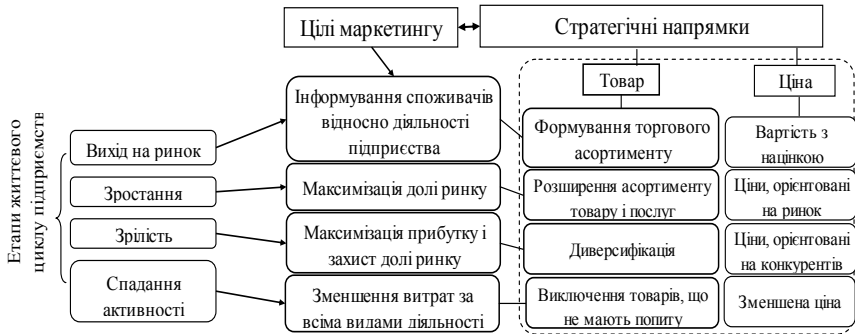 Цілі маркетингу
Стратегічні напрямки
Товар
Ціна
Етапи життєвого
циклу підприємств
Вихід на ринок
Інформування споживачів
відносно діяльності
підприємства
Формування торгового
асортименту
Вартість з
націнкою
Зростання
Максимізація долі ринку
Розширення асортименту
товару і послуг
Ціни, орієнтовані
на ринок
Зрілість
Максимізація прибутку і
захист долі ринку
Диверсифікація
Ціни, орієнтовані
на конкурентів
Спадання
активності
Зменшення витрат за
всіма видами діяльності
Виключення товарів, що
не мають попиту
Зменшена ціна